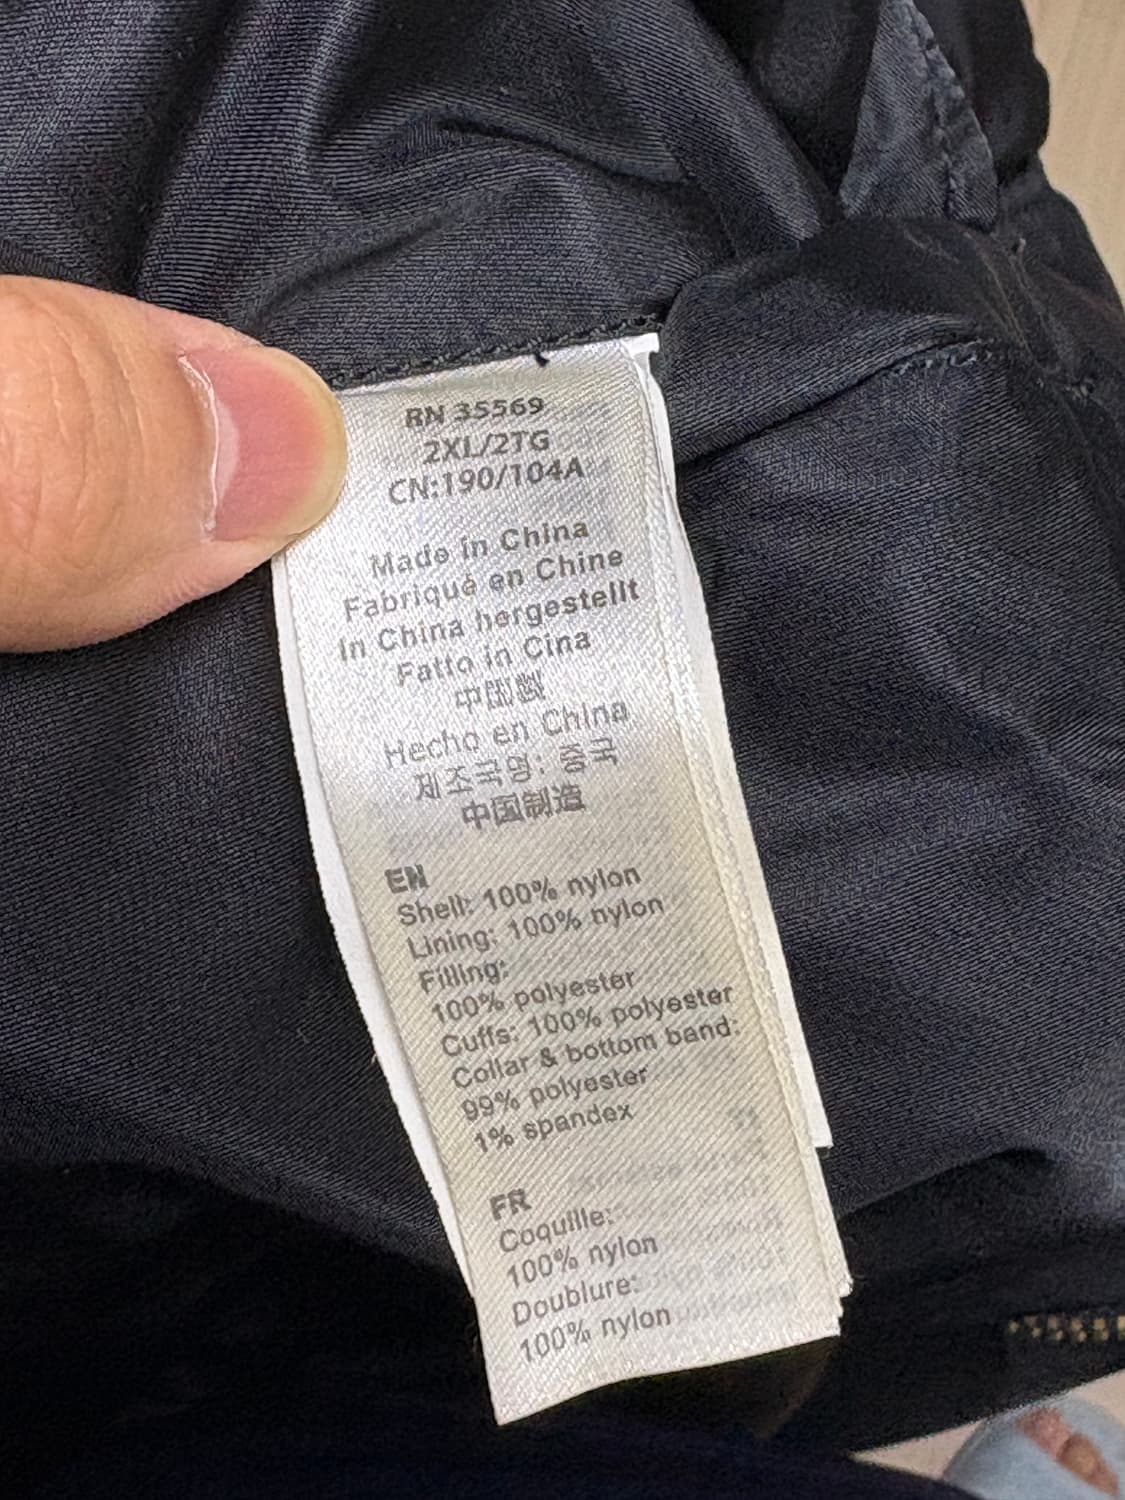 RN 35569
2XL/2TG
CN:190/104A
Made in China
Fabriqué en Chine
In China hergestellt
Fatto in Cina
中国製
Hecho en China
제조국명: 중국
中国制造
EN
Shell: 100% nylon
Lining: 100% nylon
Filling:
100% polyester
Cuffs: 100% polyester
Collar & bottom band:
99% polyester
1% spandex
FR
Coquille:
100% nylon
Doublure:
100% nylon